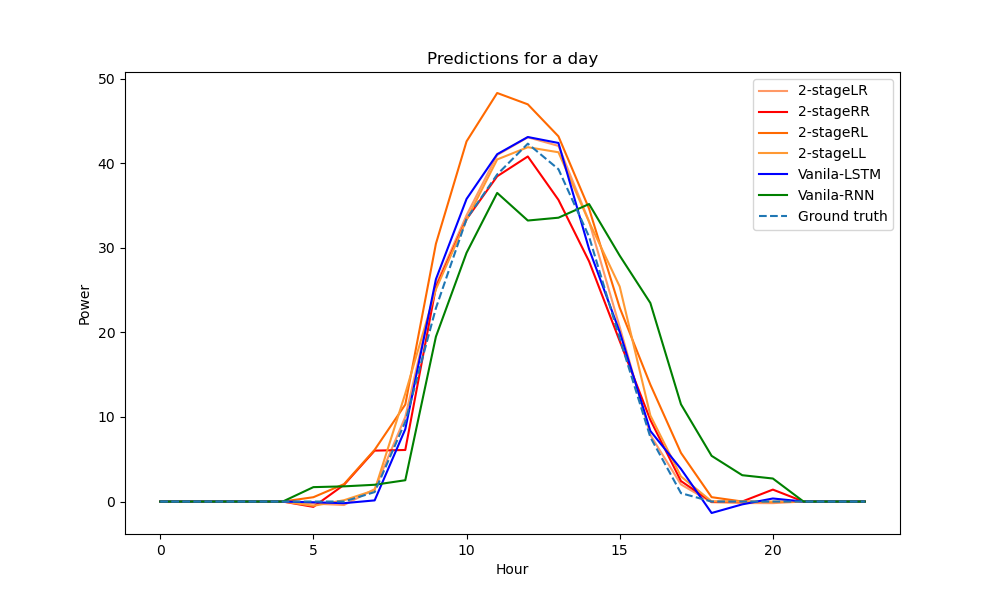 Predictions for a day
50
40
30
20
10
0
Power
0 5 10 15 20
Hour
2-stageLR
2-stageRR
2-stageRL
2-stageLL
Vanila-LSTM
Vanila-RNN
Ground truth